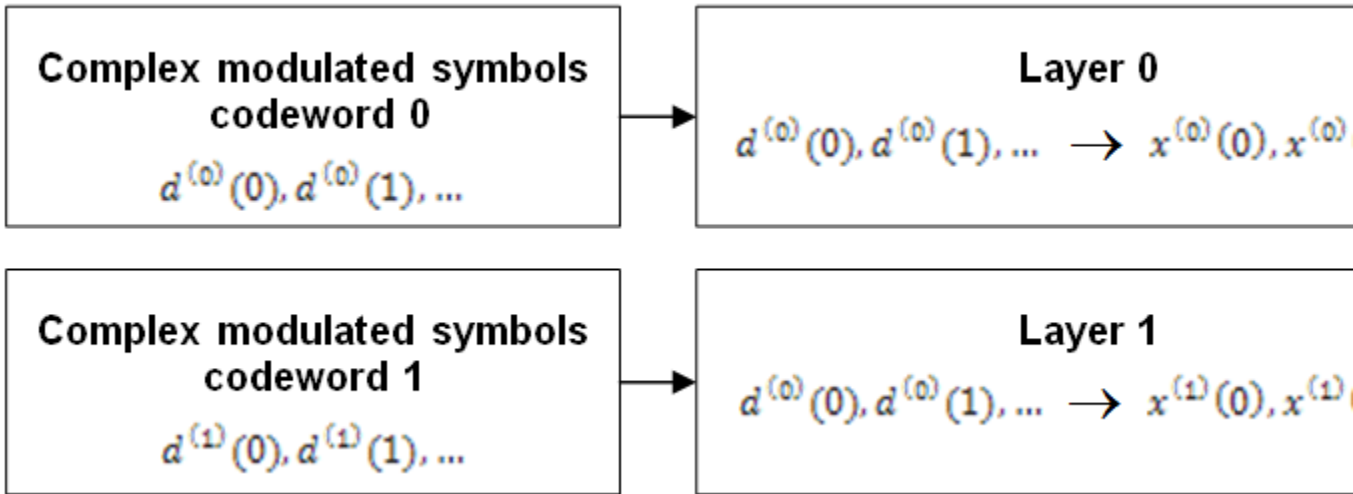 Complex modulated symbols
codeword 0
d⁽⁰⁾(0), d⁽⁰⁾(1), ...
Layer 0
d⁽⁰⁾(0), d⁽⁰⁾(1), ... → x⁽⁰⁾(0), x⁽⁰⁾
Complex modulated symbols
codeword 1
d⁽¹⁾(0), d⁽¹⁾(1), ...
Layer 1
d⁽⁰⁾(0), d⁽⁰⁾(1), ... → x⁽¹⁾(0), x⁽¹⁾